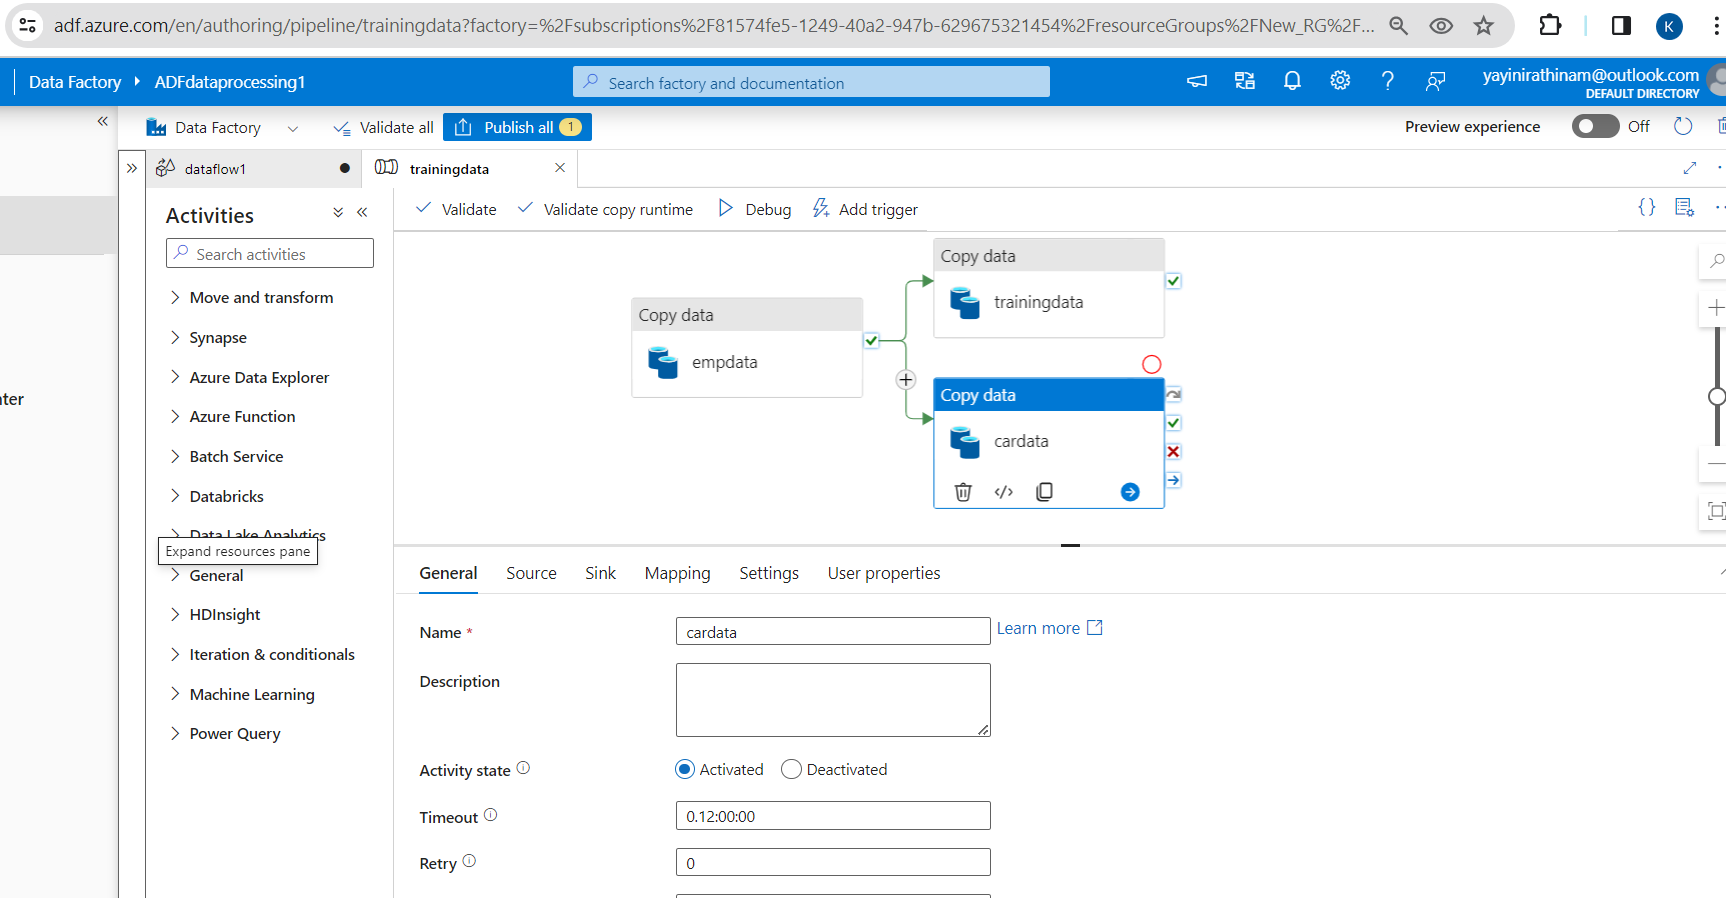 adf.azure.com/en/authoring/pipeline/trainingdata?factory=%2Fsubscriptions%2F81574fe5-1249-40a2-947b-629675321454%2FresourceGroups%2FNew_RG%2F...
K
Data Factory ADFdataprocessing1
Search factory and documentation
yayinirathinam@outlook.com
DEFAULT DIRECTORY
Data Factory
Validate all
Publish all 1
Preview experience
Off
dataflow1
trainingdata
Activities
Search activities
Move and transform
Synapse
Azure Data Explorer
Azure Function
Batch Service
Databricks
Data Lake Analytics
Expand resources pane
General
HDInsight
Iteration & conditionals
Machine Learning
Power Query
nter
Validate
Validate copy runtime
Debug
Add trigger
Copy data
empdata
Copy data
trainingdata
Copy data
cardata
General Source Sink Mapping Settings User properties
Name *
cardata
Learn more
Description
Activity state
Activated
Deactivated
Timeout
0.12:00:00
Retry
0